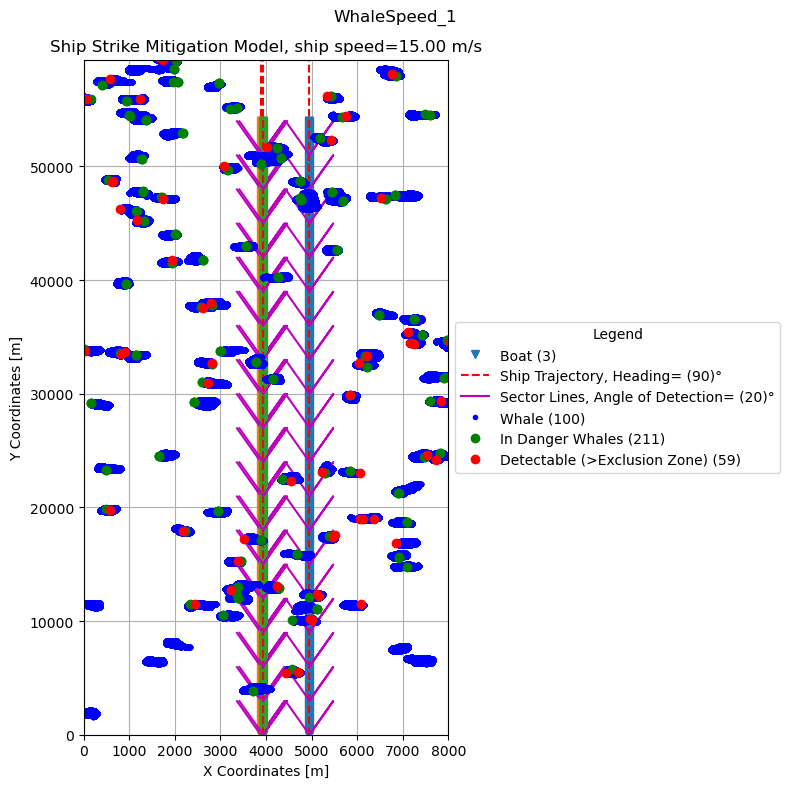 WhaleSpeed_1
Ship Strike Mitigation Model, ship speed=15.00 m/s
50000
40000
30000
20000
10000
0
Y Coordinates [m]
0 1000 2000 3000 4000 5000 6000 7000 8000
X Coordinates [m]
Legend
Boat (3)
Ship Trajectory, Heading= (90)°
Sector Lines, Angle of Detection= (20)°
Whale (100)
In Danger Whales (211)
Detectable (>Exclusion Zone) (59)